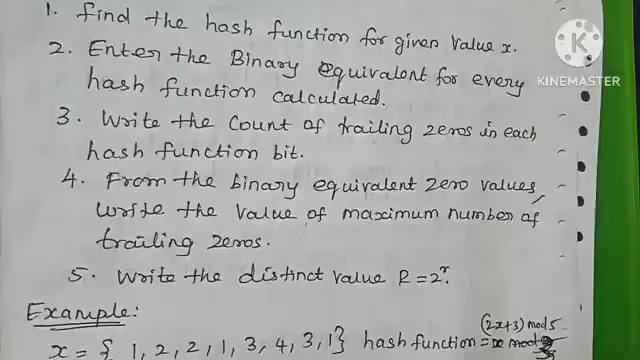 1. Find the hash function for given value x.
2. Enter the Binary equivalent for every
hash function calculated.
KINEMASTER
3. Write the count of trailing zeros in each
hash function bit.
4. From the binary equivalent zero values,
write the value of maximum number of
trailing zeros.
5. Write the distinct value R = 2^r.
Example:
(2x+3) mod 5
x = { 1, 2, 2, 1, 3, 4, 3, 1} hash function =